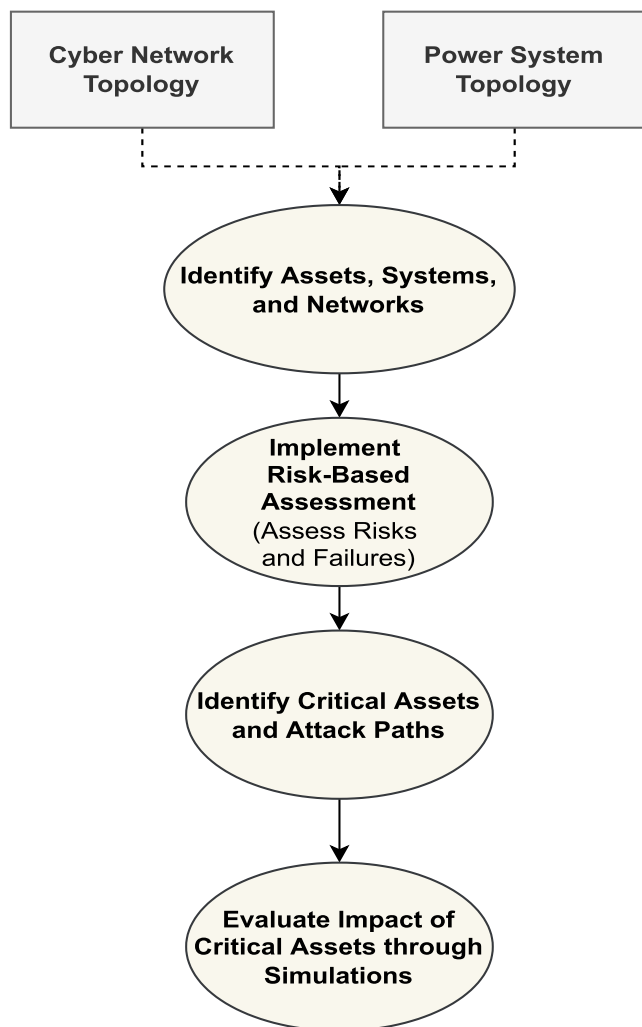 Cyber Network
Topology
Power System
Topology
Identify Assets, Systems,
and Networks
Implement
Risk-Based
Assessment
(Assess Risks
and Failures)
Identify Critical Assets
and Attack Paths
Evaluate Impact of
Critical Assets through
Simulations